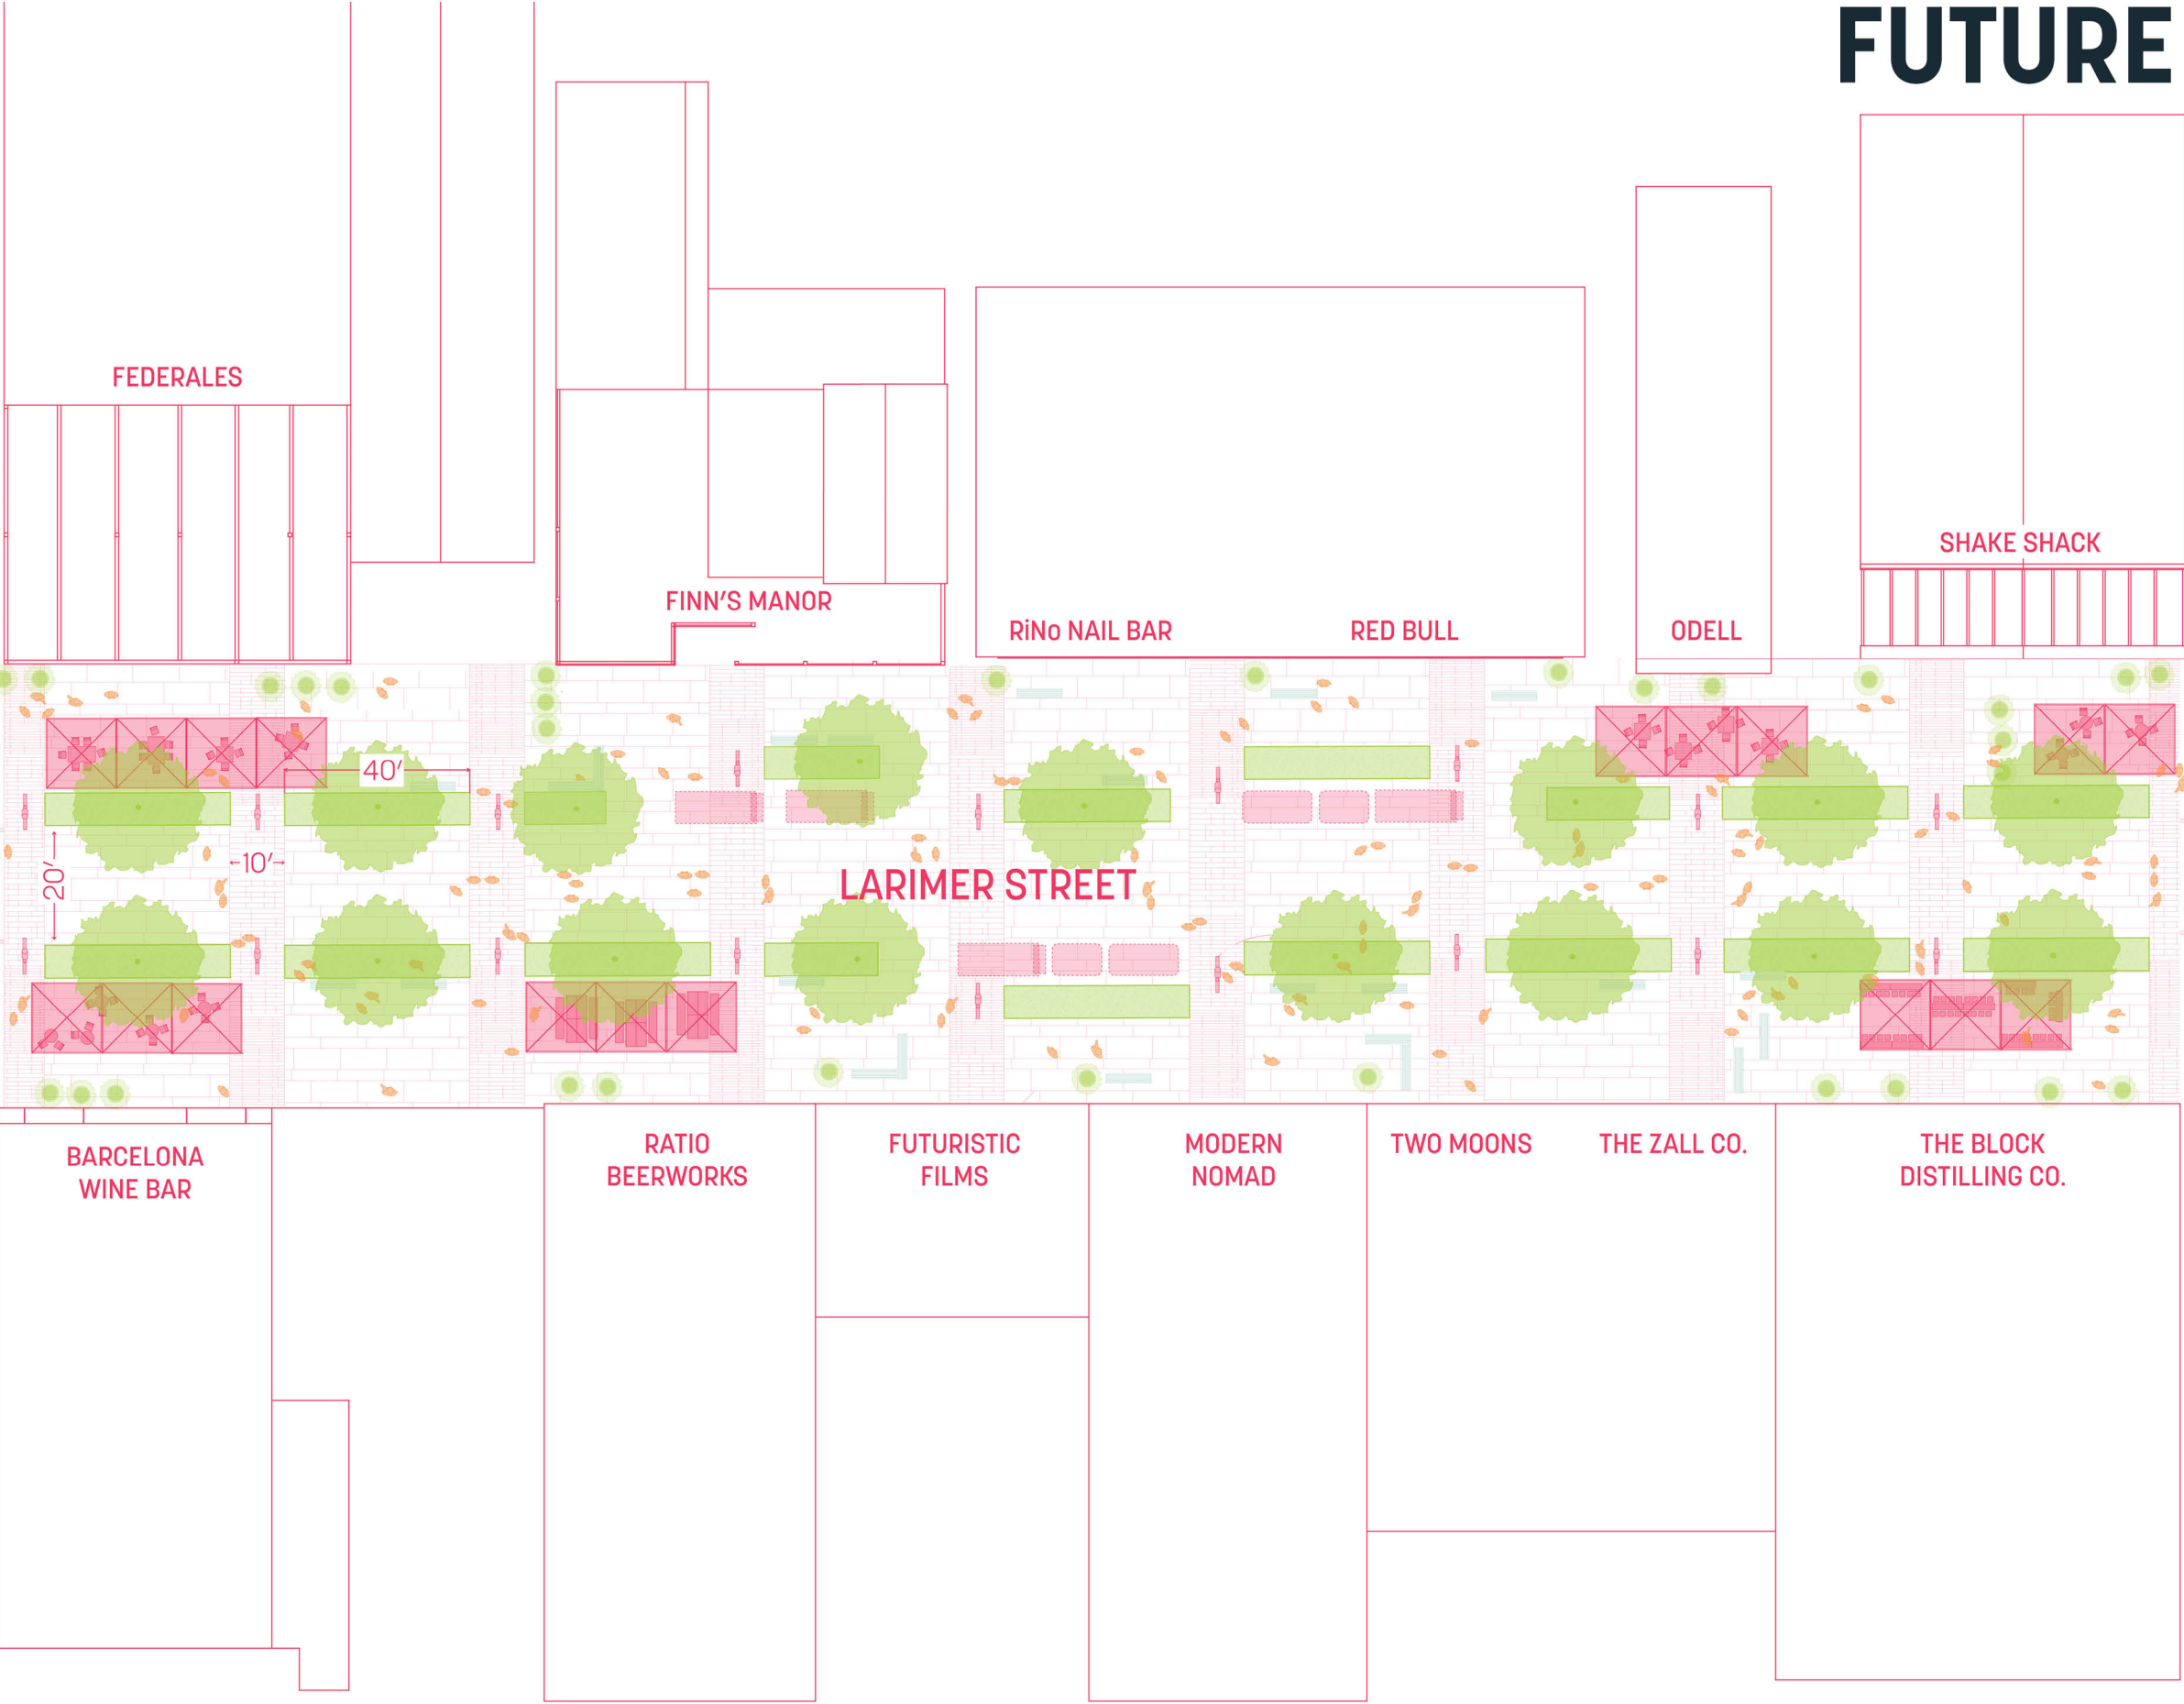 FUTURE
FEDERALES
SHAKE SHACK
FINN'S MANOR
RiNo NAIL BAR
RED BULL
ODELL
40'
10'
20'
LARIMER STREET
BARCELONA
WINE BAR
RATIO
BEERWORKS
FUTURISTIC
FILMS
MODERN
NOMAD
TWO MOONS
THE ZALL CO.
THE BLOCK
DISTILLING CO.